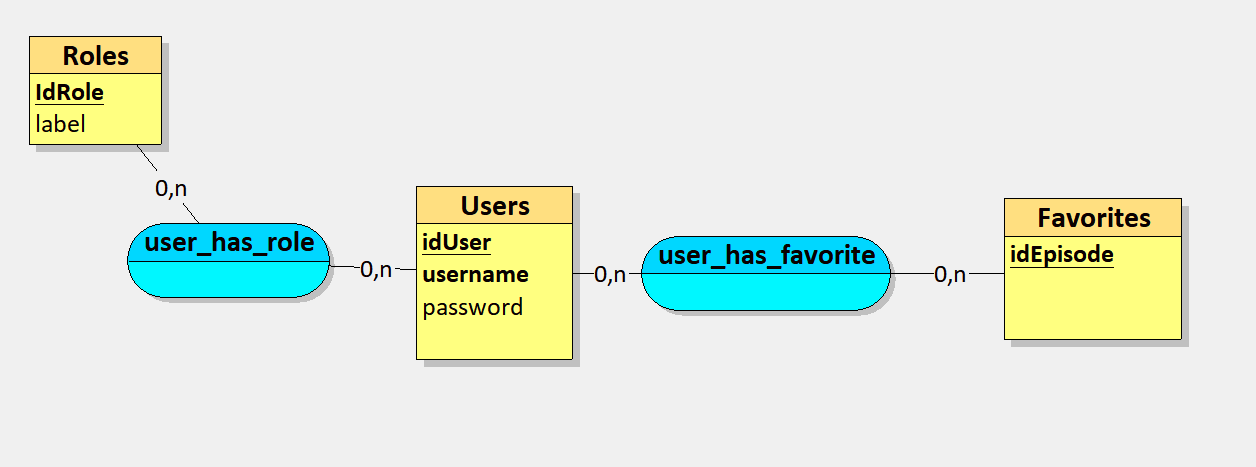 Roles
IdRole
label
0,n
user_has_role
0,n
Users
idUser
username
password
0,n
user_has_favorite
0,n
Favorites
idEpisode